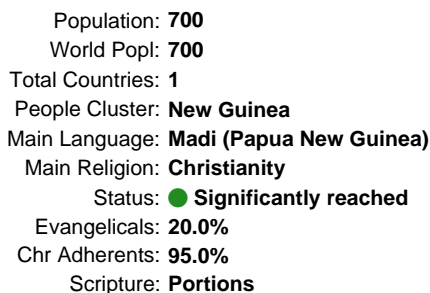 Population: 700
World Popl: 700
Total Countries: 1
People Cluster: New Guinea
Main Language: Madi (Papua New Guinea)
Main Religion: Christianity
Status: Significantly reached
Evangelicals: 20.0%
Chr Adherents: 95.0%
Scripture: Portions